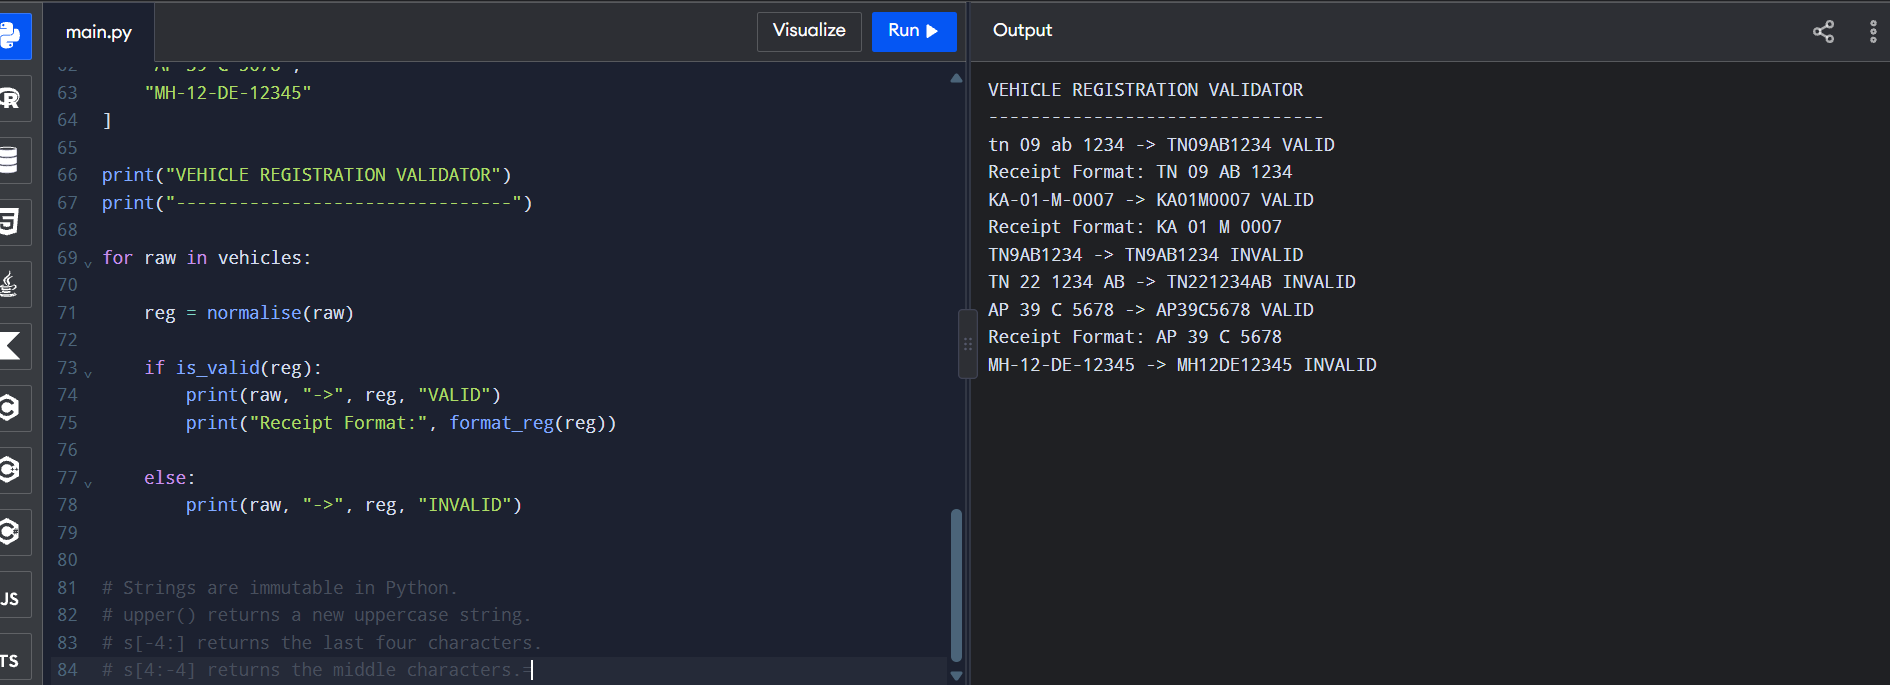 main.py
Visualize
Run
62 "AP 39 C 5678",
63 "MH-12-DE-12345"
64 ]
65
66 print("VEHICLE REGISTRATION VALIDATOR")
67 print("--------------------------------")
68
69 for raw in vehicles:
70
71 reg = normalise(raw)
72
73 if is_valid(reg):
74 print(raw, "->", reg, "VALID")
75 print("Receipt Format:", format_reg(reg))
76
77 else:
78 print(raw, "->", reg, "INVALID")
79
80
81 # Strings are immutable in Python.
82 # upper() returns a new uppercase string.
83 # s[-4:] returns the last four characters.
84 # s[4:-4] returns the middle characters.=
R
5
C
C
C
JS
TS
Output
VEHICLE REGISTRATION VALIDATOR
--------------------------------
tn 09 ab 1234 -> TN09AB1234 VALID
Receipt Format: TN 09 AB 1234
KA-01-M-0007 -> KA01M0007 VALID
Receipt Format: KA 01 M 0007
TN9AB1234 -> TN9AB1234 INVALID
TN 22 1234 AB -> TN221234AB INVALID
AP 39 C 5678 -> AP39C5678 VALID
Receipt Format: AP 39 C 5678
MH-12-DE-12345 -> MH12DE12345 INVALID